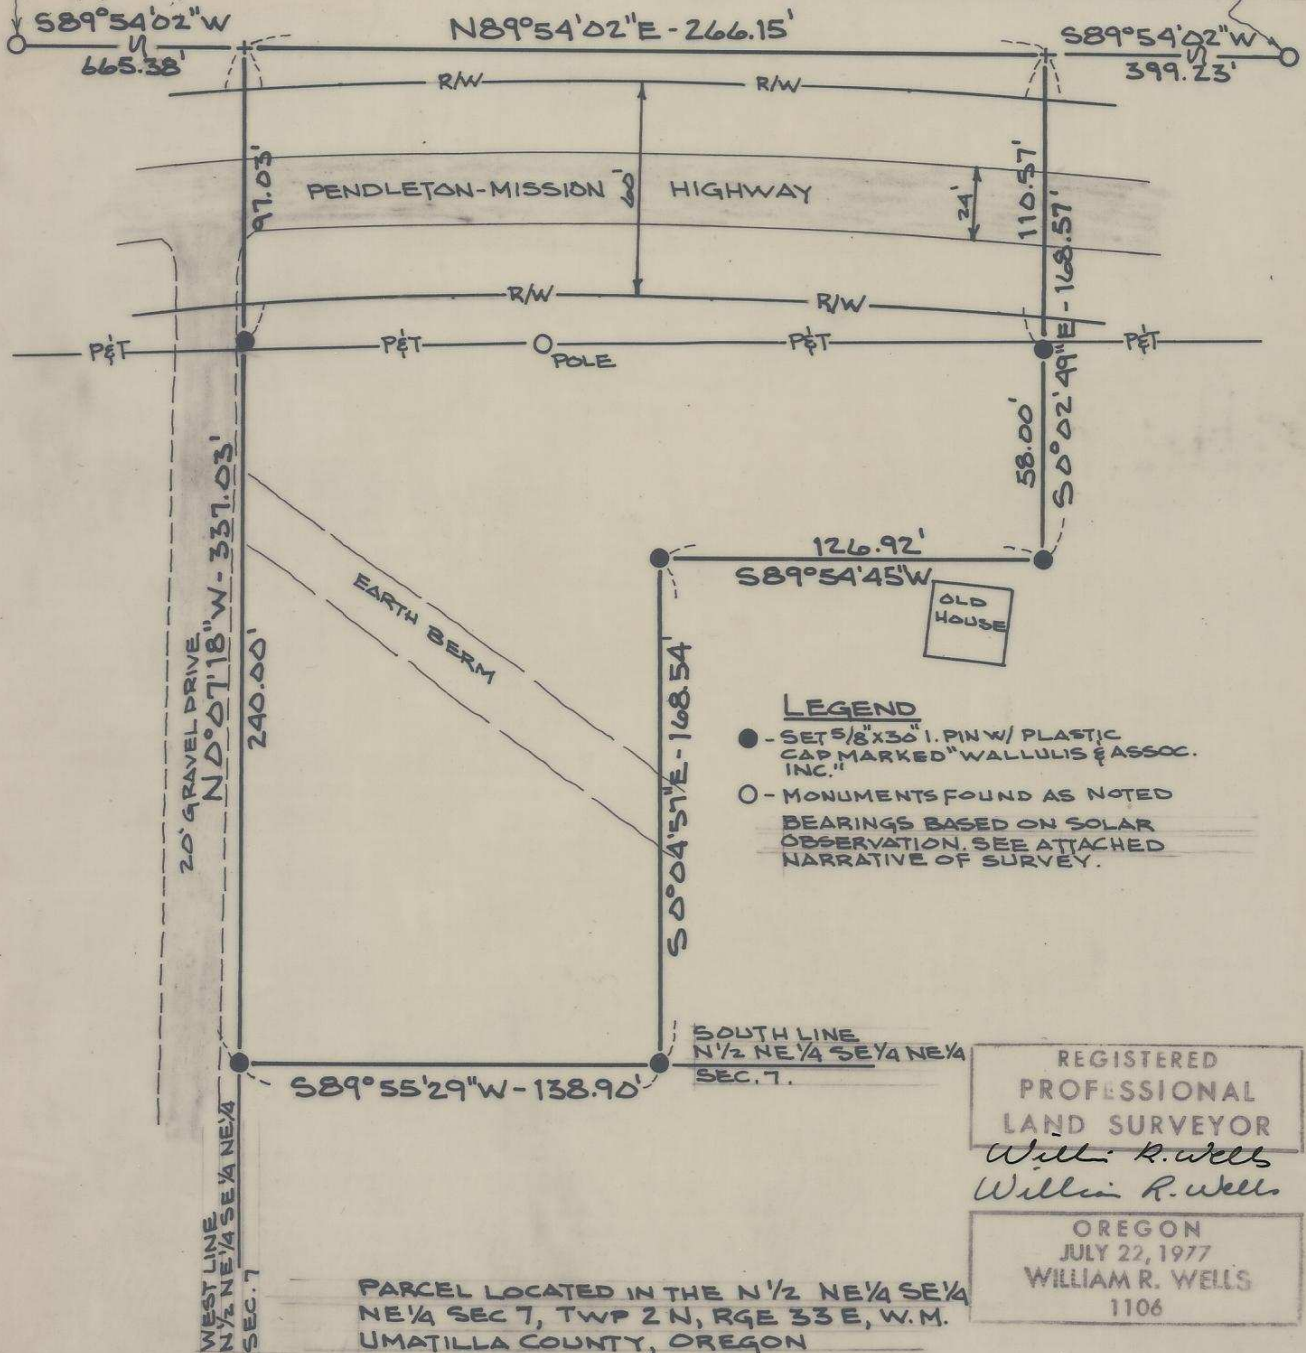 S89°54'02"W
665.38'
N89°54'02"E - 266.15'
S89°54'02"W
399.23'
R/W
R/W
97.03'
PENDLETON-MISSION
60'
HIGHWAY
24'
110.57'
S0°02'49"E - 168.57'
R/W
R/W
P&T
P&T
POLE
P&T
P&T
58.00'
126.92'
S89°54'45"W
OLD
HOUSE
EARTH BERM
20' GRAVEL DRIVE
N0°07'18"W - 337.03'
240.00'
S0°04'57"E - 168.54'
LEGEND
● - SET 5/8"x30" I. PIN W/ PLASTIC
CAP MARKED "WALLULIS & ASSOC.
INC."
○ - MONUMENTS FOUND AS NOTED
BEARINGS BASED ON SOLAR
OBSERVATION. SEE ATTACHED
NARRATIVE OF SURVEY.
S89°55'29"W - 138.90'
SOUTH LINE
N1/2 NE1/4 SE1/4 NE1/4
SEC. 7.
WEST LINE
N1/2 NE1/4 SE1/4 NE1/4
SEC. 7
REGISTERED
PROFESSIONAL
LAND SURVEYOR
Willi R. Wells
William R. Wells
OREGON
JULY 22, 1977
WILLIAM R. WELLS
1106
PARCEL LOCATED IN THE N1/2 NE1/4 SE1/4
NE1/4 SEC 7, TWP 2 N, RGE 33 E, W.M.
UMATILLA COUNTY, OREGON